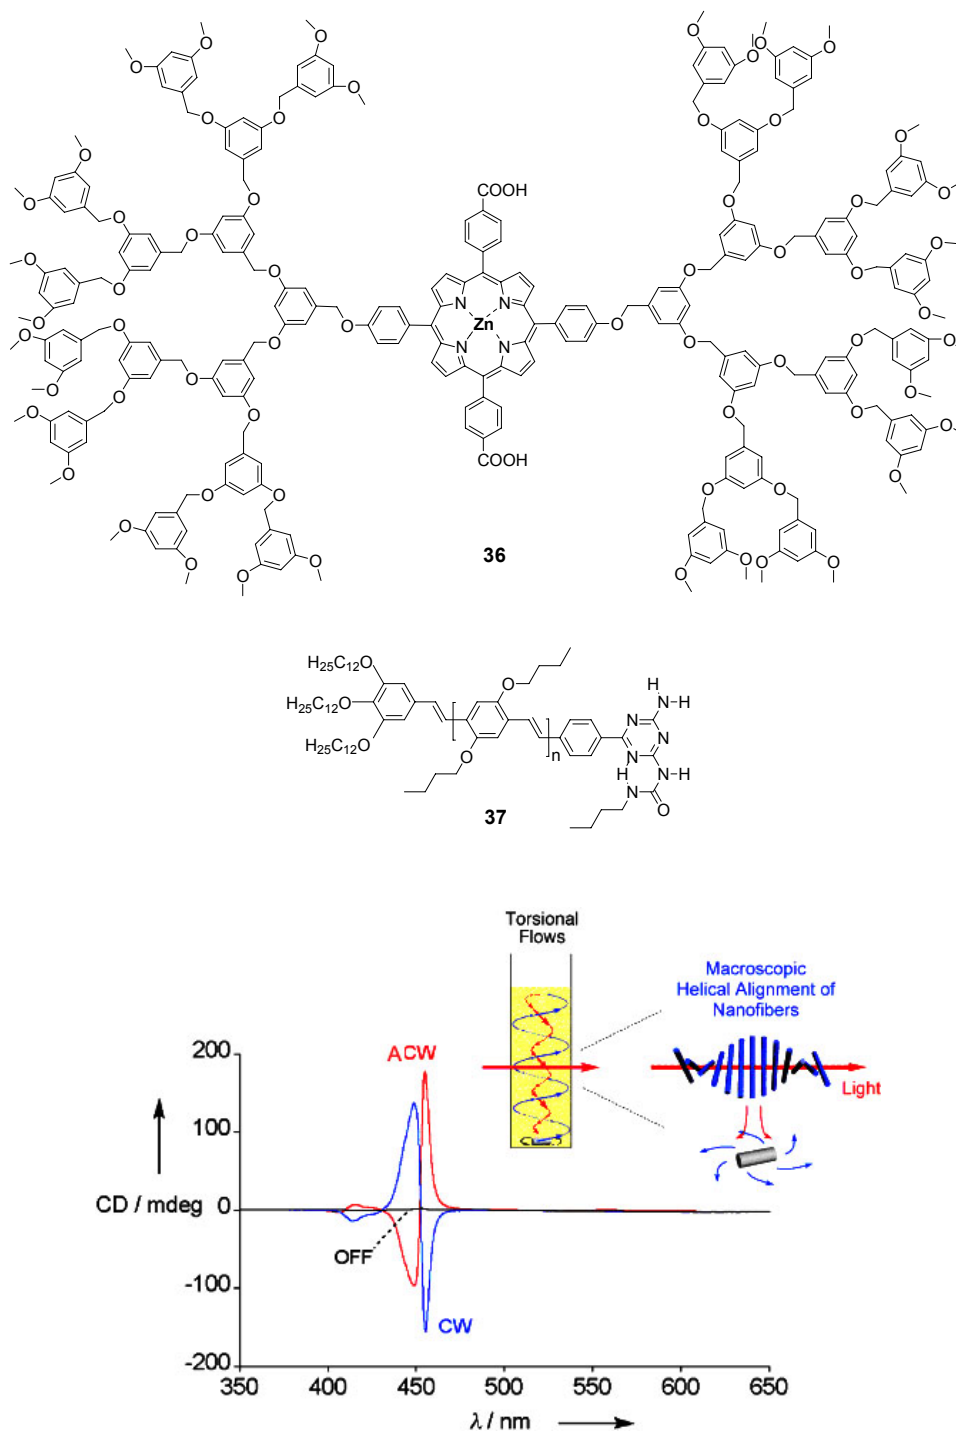 COOH
N
N
Zn
N
N
COOH
36
H25C12O
H25C12O
H25C12O
O
O
n
H
N-H
N
N
N
H
N-H
N
O
37
Torsional
Flows
Macroscopic
Helical Alignment of
Nanofibers
Light
ACW
CW
OFF
CD / mdeg
200
100
0
-100
-200
350
400
450
500
550
600
650
λ / nm